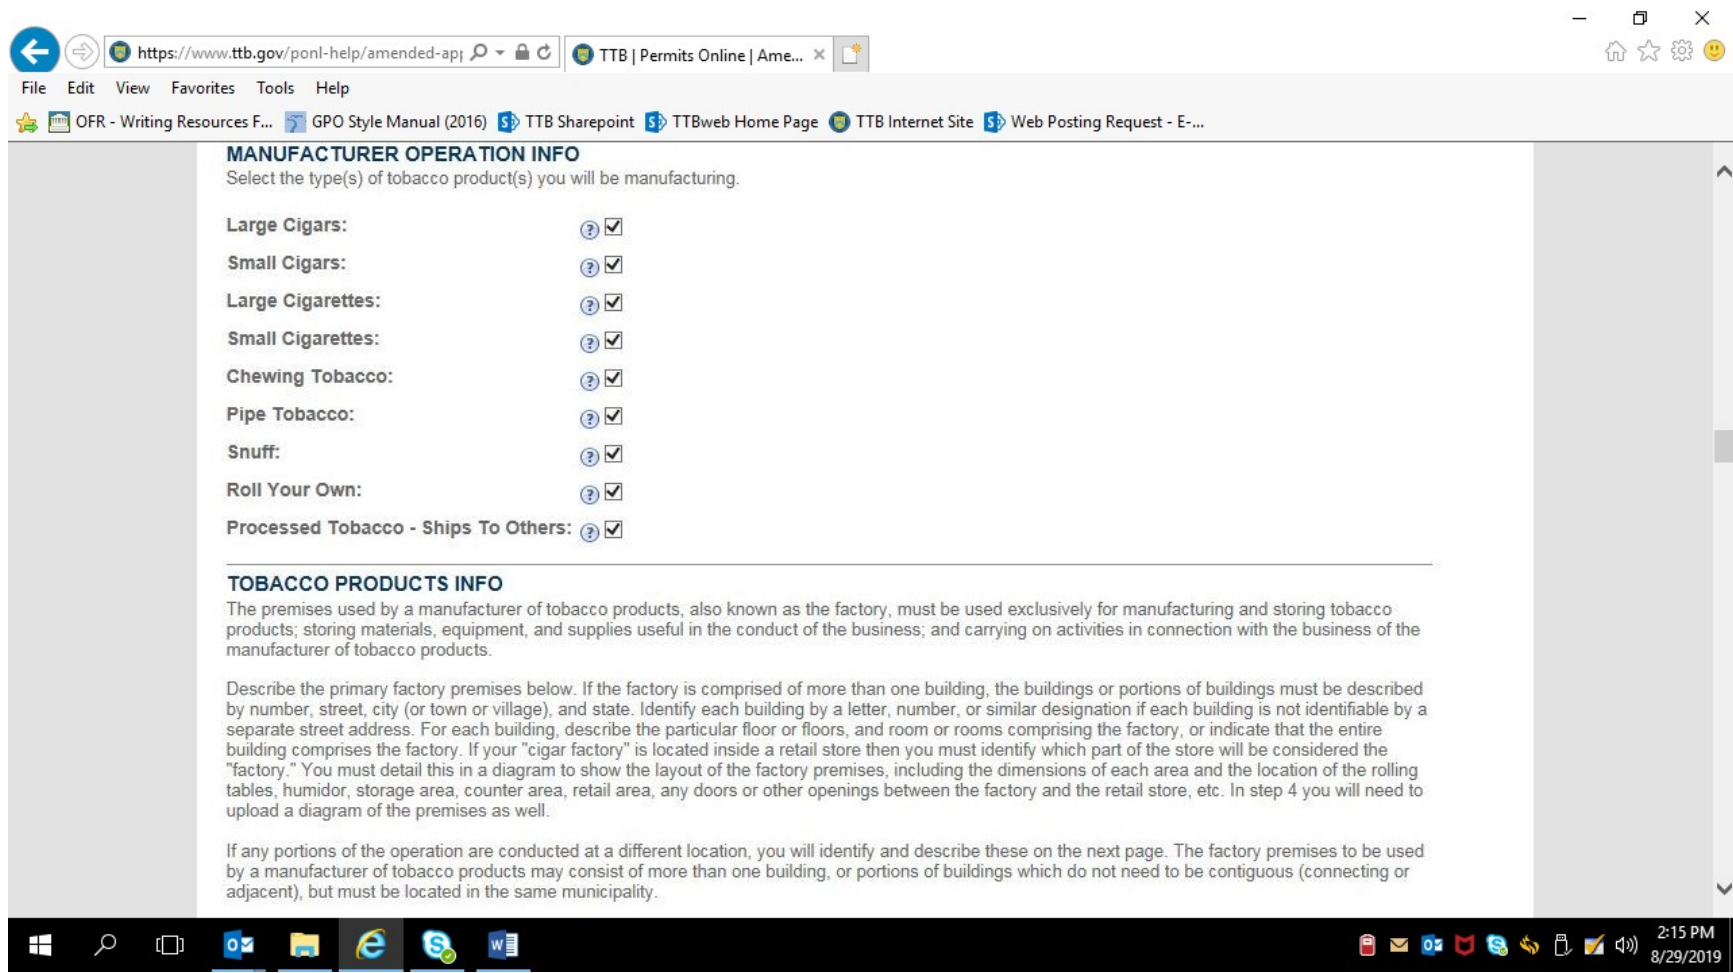 https://www.ttb.gov/ponl-help/amended-ap
TTB | Permits Online | Ame...
File Edit View Favorites Tools Help
OFR - Writing Resources F... GPO Style Manual (2016) TTB Sharepoint TTBweb Home Page TTB Internet Site Web Posting Request - E-...
MANUFACTURER OPERATION INFO
Select the type(s) of tobacco product(s) you will be manufacturing.
Large Cigars:
Small Cigars:
Large Cigarettes:
Small Cigarettes:
Chewing Tobacco:
Pipe Tobacco:
Snuff:
Roll Your Own:
Processed Tobacco - Ships To Others:
TOBACCO PRODUCTS INFO
The premises used by a manufacturer of tobacco products, also known as the factory, must be used exclusively for manufacturing and storing tobacco
products; storing materials, equipment, and supplies useful in the conduct of the business; and carrying on activities in connection with the business of the
manufacturer of tobacco products.
Describe the primary factory premises below. If the factory is comprised of more than one building, the buildings or portions of buildings must be described
by number, street, city (or town or village), and state. Identify each building by a letter, number, or similar designation if each building is not identifiable by a
separate street address. For each building, describe the particular floor or floors, and room or rooms comprising the factory, or indicate that the entire
building comprises the factory. If your "cigar factory" is located inside a retail store then you must identify which part of the store will be considered the
"factory." You must detail this in a diagram to show the layout of the factory premises, including the dimensions of each area and the location of the rolling
tables, humidor, storage area, counter area, retail area, any doors or other openings between the factory and the retail store, etc. In step 4 you will need to
upload a diagram of the premises as well.
If any portions of the operation are conducted at a different location, you will identify and describe these on the next page. The factory premises to be used
by a manufacturer of tobacco products may consist of more than one building, or portions of buildings which do not need to be contiguous (connecting or
adjacent), but must be located in the same municipality.
2:15 PM
8/29/2019